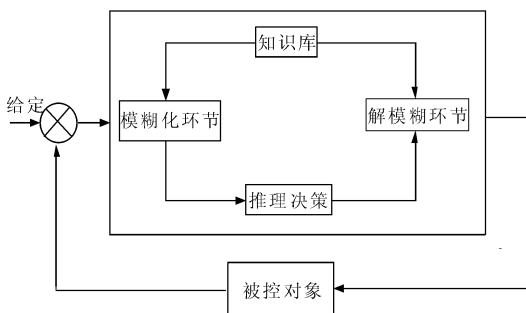 知识库
给定
模糊化环节
解模糊环节
推理决策
被控对象